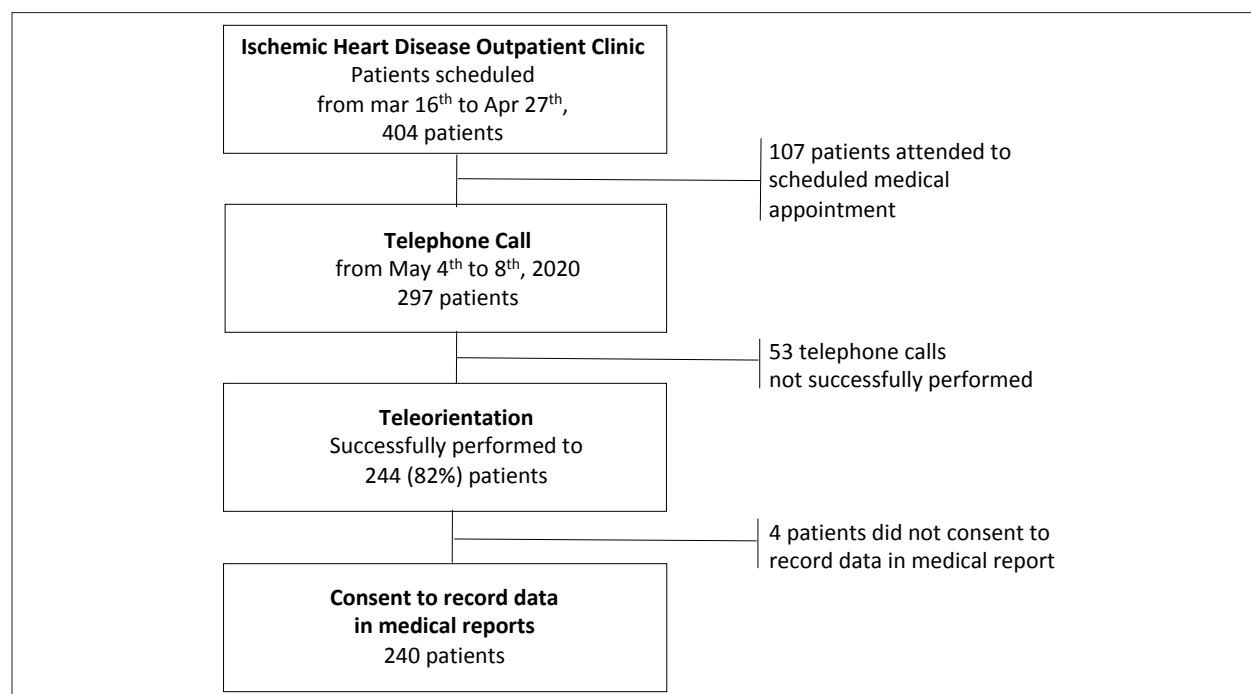 Ischemic Heart Disease Outpatient Clinic
Patients scheduled
from mar 16th to Apr 27th,
404 patients
107 patients attended to
scheduled medical
appointment
Telephone Call
from May 4th to 8th, 2020
297 patients
53 telephone calls
not successfully performed
Teleorientation
Successfully performed to
244 (82%) patients
4 patients did not consent to
record data in medical report
Consent to record data
in medical reports
240 patients